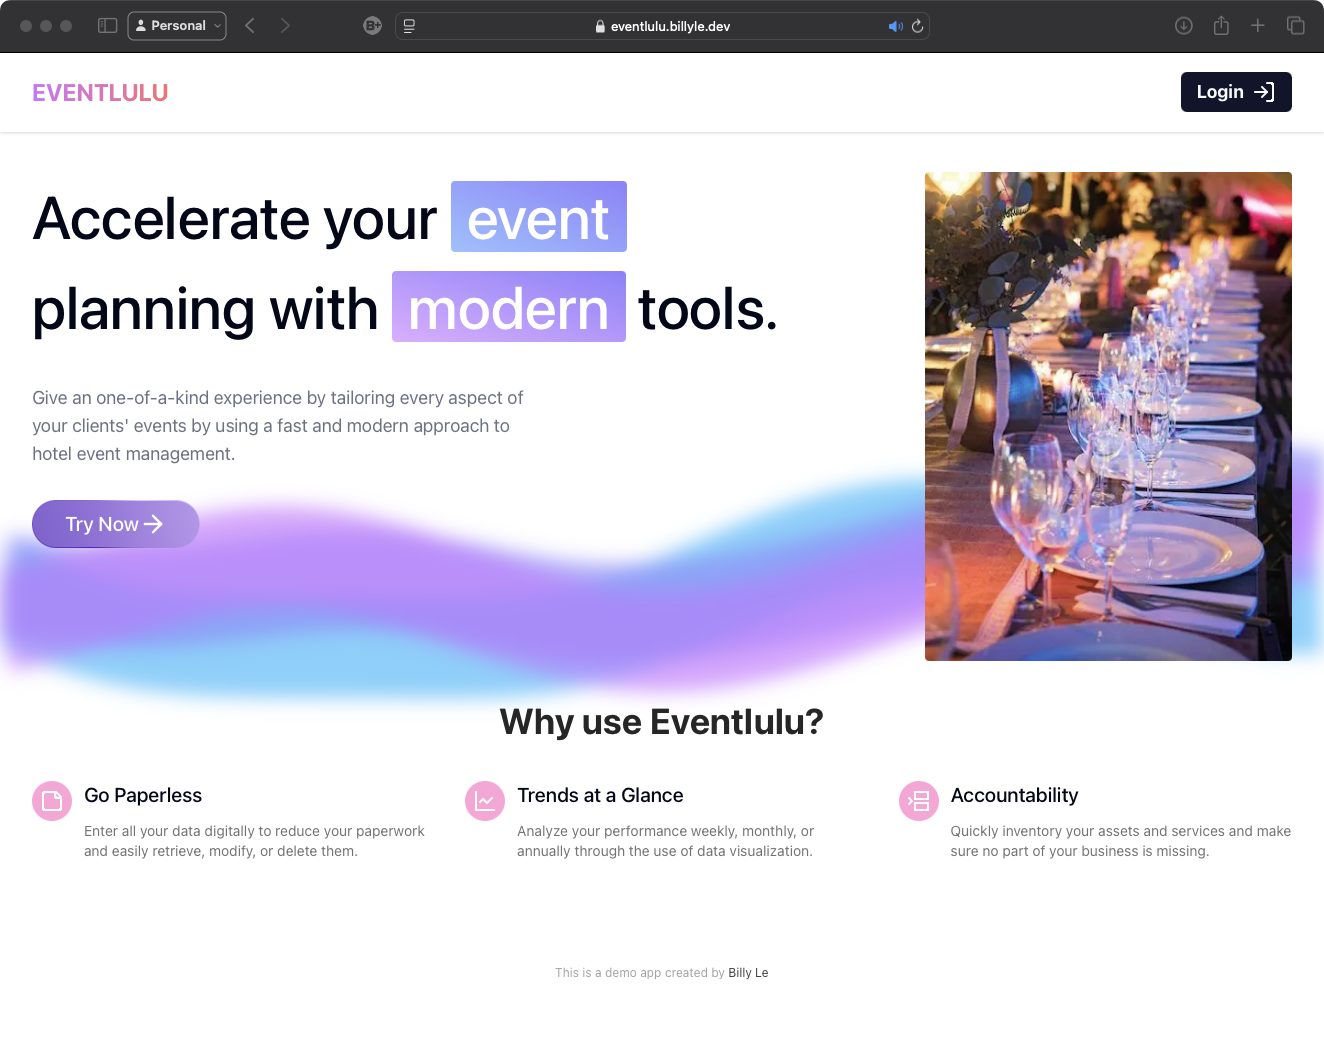 Personal
B+
eventlulu.billyle.dev
EVENTLULU
Login
Accelerate your event
planning with modern tools.
Give an one-of-a-kind experience by tailoring every aspect of
your clients' events by using a fast and modern approach to
hotel event management.
Try Now
Why use Eventlulu?
Go Paperless
Enter all your data digitally to reduce your paperwork
and easily retrieve, modify, or delete them.
Trends at a Glance
Analyze your performance weekly, monthly, or
annually through the use of data visualization.
Accountability
Quickly inventory your assets and services and make
sure no part of your business is missing.
This is a demo app created by Billy Le